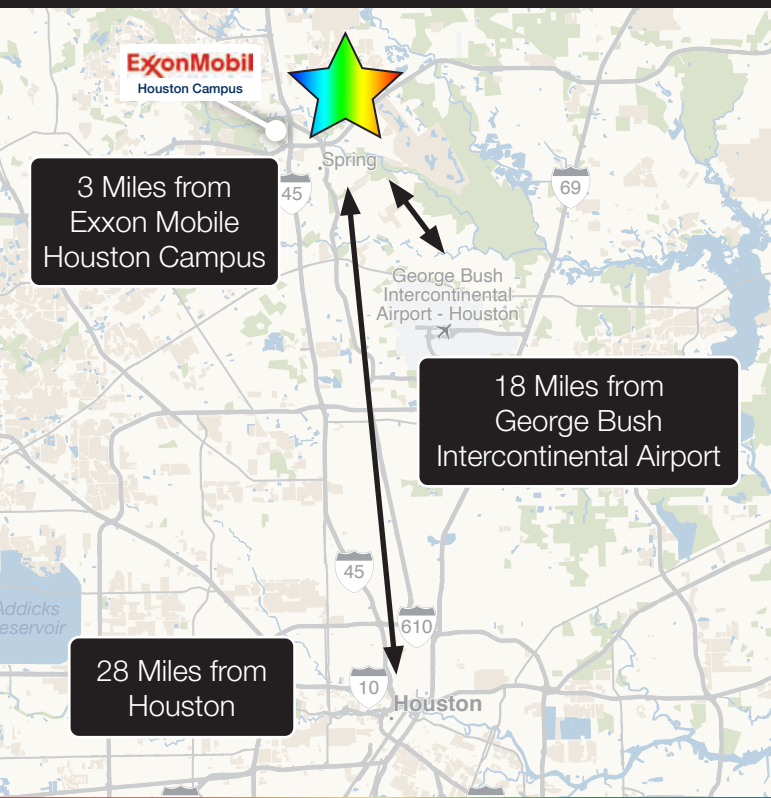 ExxonMobil
Houston Campus
Spring
3 Miles from
Exxon Mobile
Houston Campus
45
69
George Bush
Intercontinental
Airport - Houston
18 Miles from
George Bush
Intercontinental Airport
45
Addicks
Reservoir
610
28 Miles from
Houston
10
Houston